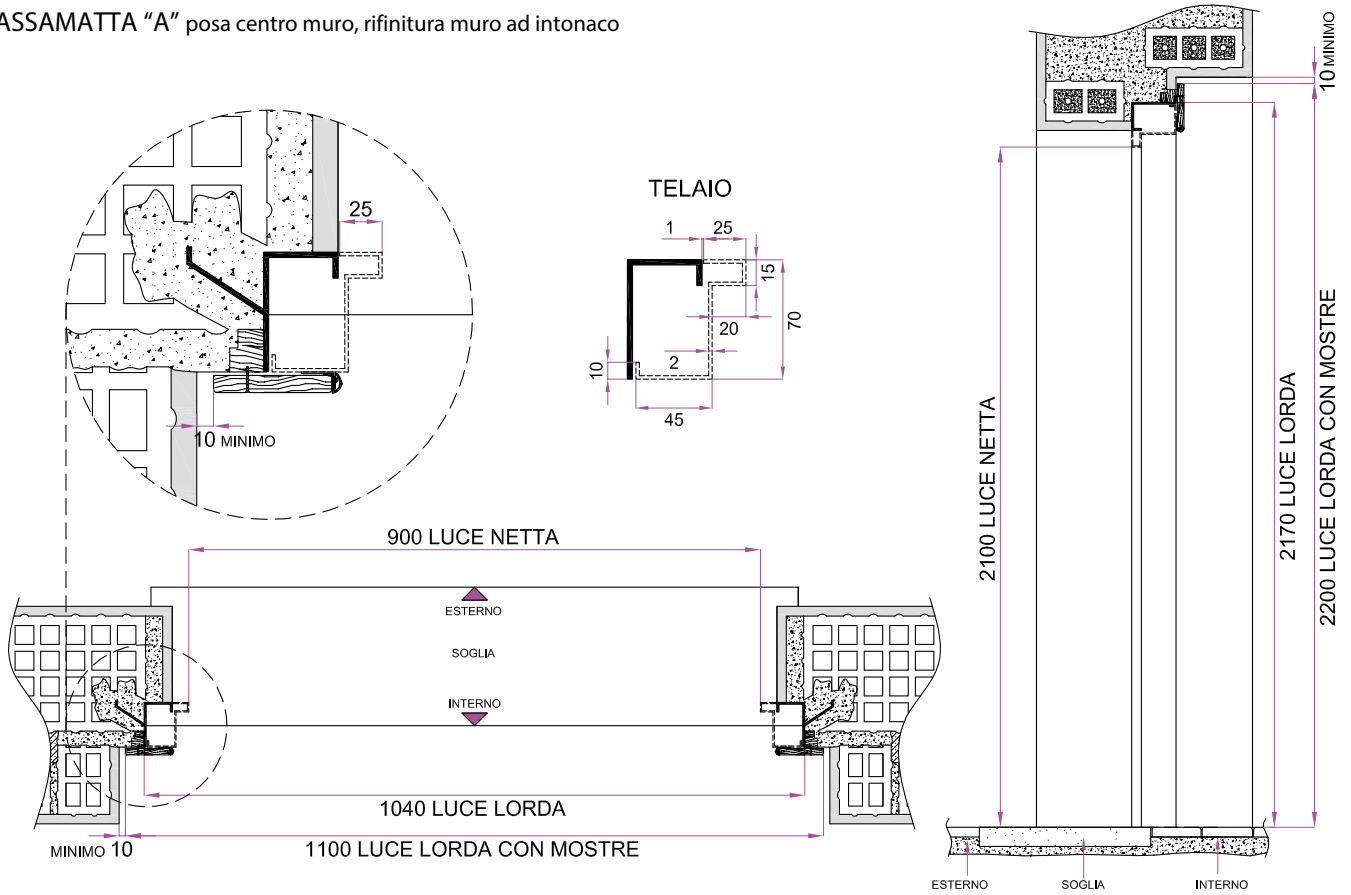 ASSAMATTA “A” posa centro muro, rifinitura muro ad intonaco
25
10 MINIMO
TELAIO
1
25
15
20
70
10
2
45
900 LUCE NETTA
ESTERNO
SOGLIA
INTERNO
1040 LUCE LORDA
MINIMO 10
1100 LUCE LORDA CON MOSTRE
10 MINIMO
2100 LUCE NETTA
2170 LUCE LORDA
2200 LUCE LORDA CON MOSTRE
ESTERNO
SOGLIA
INTERNO